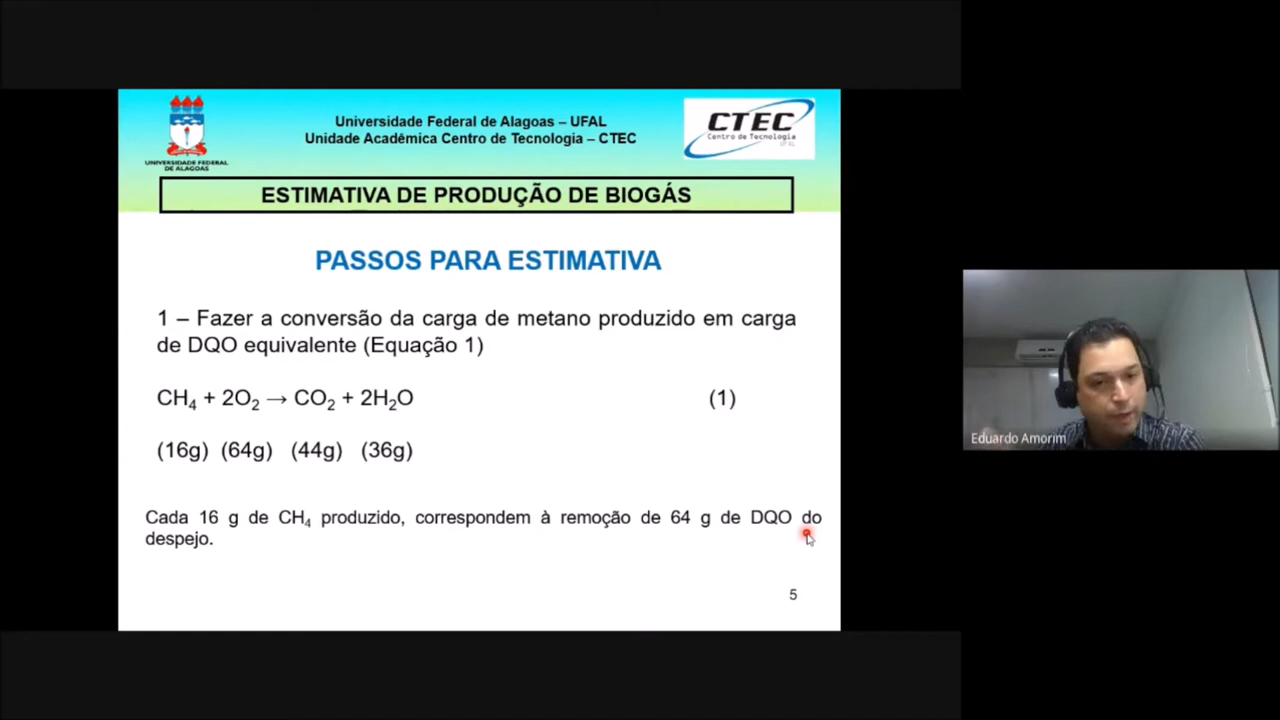 Universidade Federal de Alagoas – UFAL
Unidade Acadêmica Centro de Tecnologia – CTEC
UNIVERSIDADE FEDERAL
DE ALAGOAS
CTEC
Centro de Tecnologia
UFAL
ESTIMATIVA DE PRODUÇÃO DE BIOGÁS
PASSOS PARA ESTIMATIVA
1 – Fazer a conversão da carga de metano produzido em carga
de DQO equivalente (Equação 1)
CH₄ + 2O₂ → CO₂ + 2H₂O (1)
(16g) (64g) (44g) (36g)
Cada 16 g de CH₄ produzido, correspondem à remoção de 64 g de DQO do
despejo.
5
Eduardo Amorim